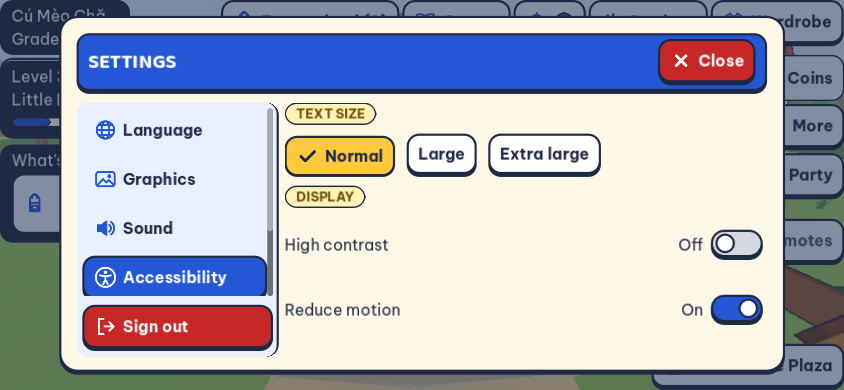 Cú Mèo Chă
Grade
Wardrobe
SETTINGS
Close
Level
Little
Coins
More
What's
Party
Plaza
Language
Graphics
Sound
Accessibility
Sign out
TEXT SIZE
Normal
Large
Extra large
DISPLAY
High contrast
Off
Reduce motion
On